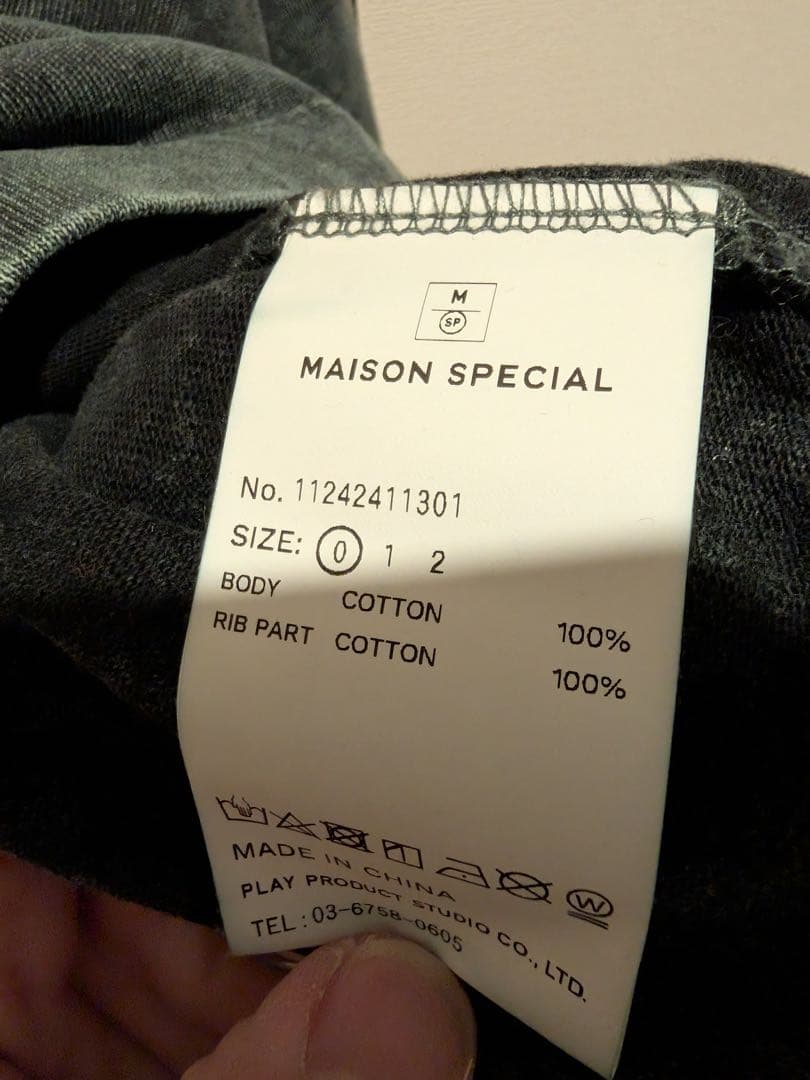 M
SP
MAISON SPECIAL
No. 11242411301
SIZE: 0 1 2
BODY COTTON 100%
RIB PART COTTON 100%
W
MADE IN CHINA
PLAY PRODUCT STUDIO CO., LTD.
TEL : 03-6758-0605